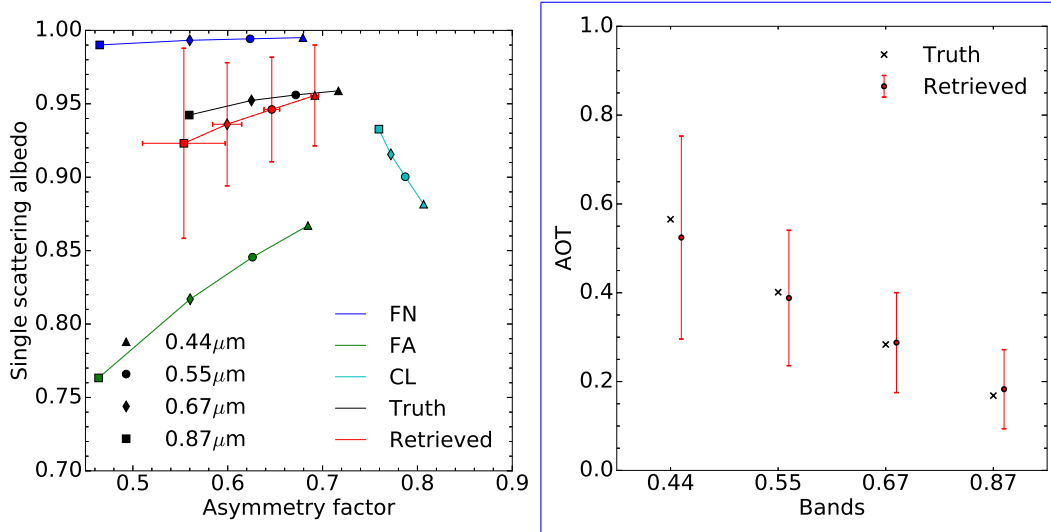 1.00
0.95
0.90
0.85
0.80
0.75
0.70
Single scattering albedo
0.44μm
0.55μm
0.67μm
0.87μm
FN
FA
CL
Truth
Retrieved
0.5 0.6 0.7 0.8 0.9
Asymmetry factor
1.0
0.8
0.6
0.4
0.2
0.0
AOT
Truth
Retrieved
0.44 0.55 0.67 0.87
Bands